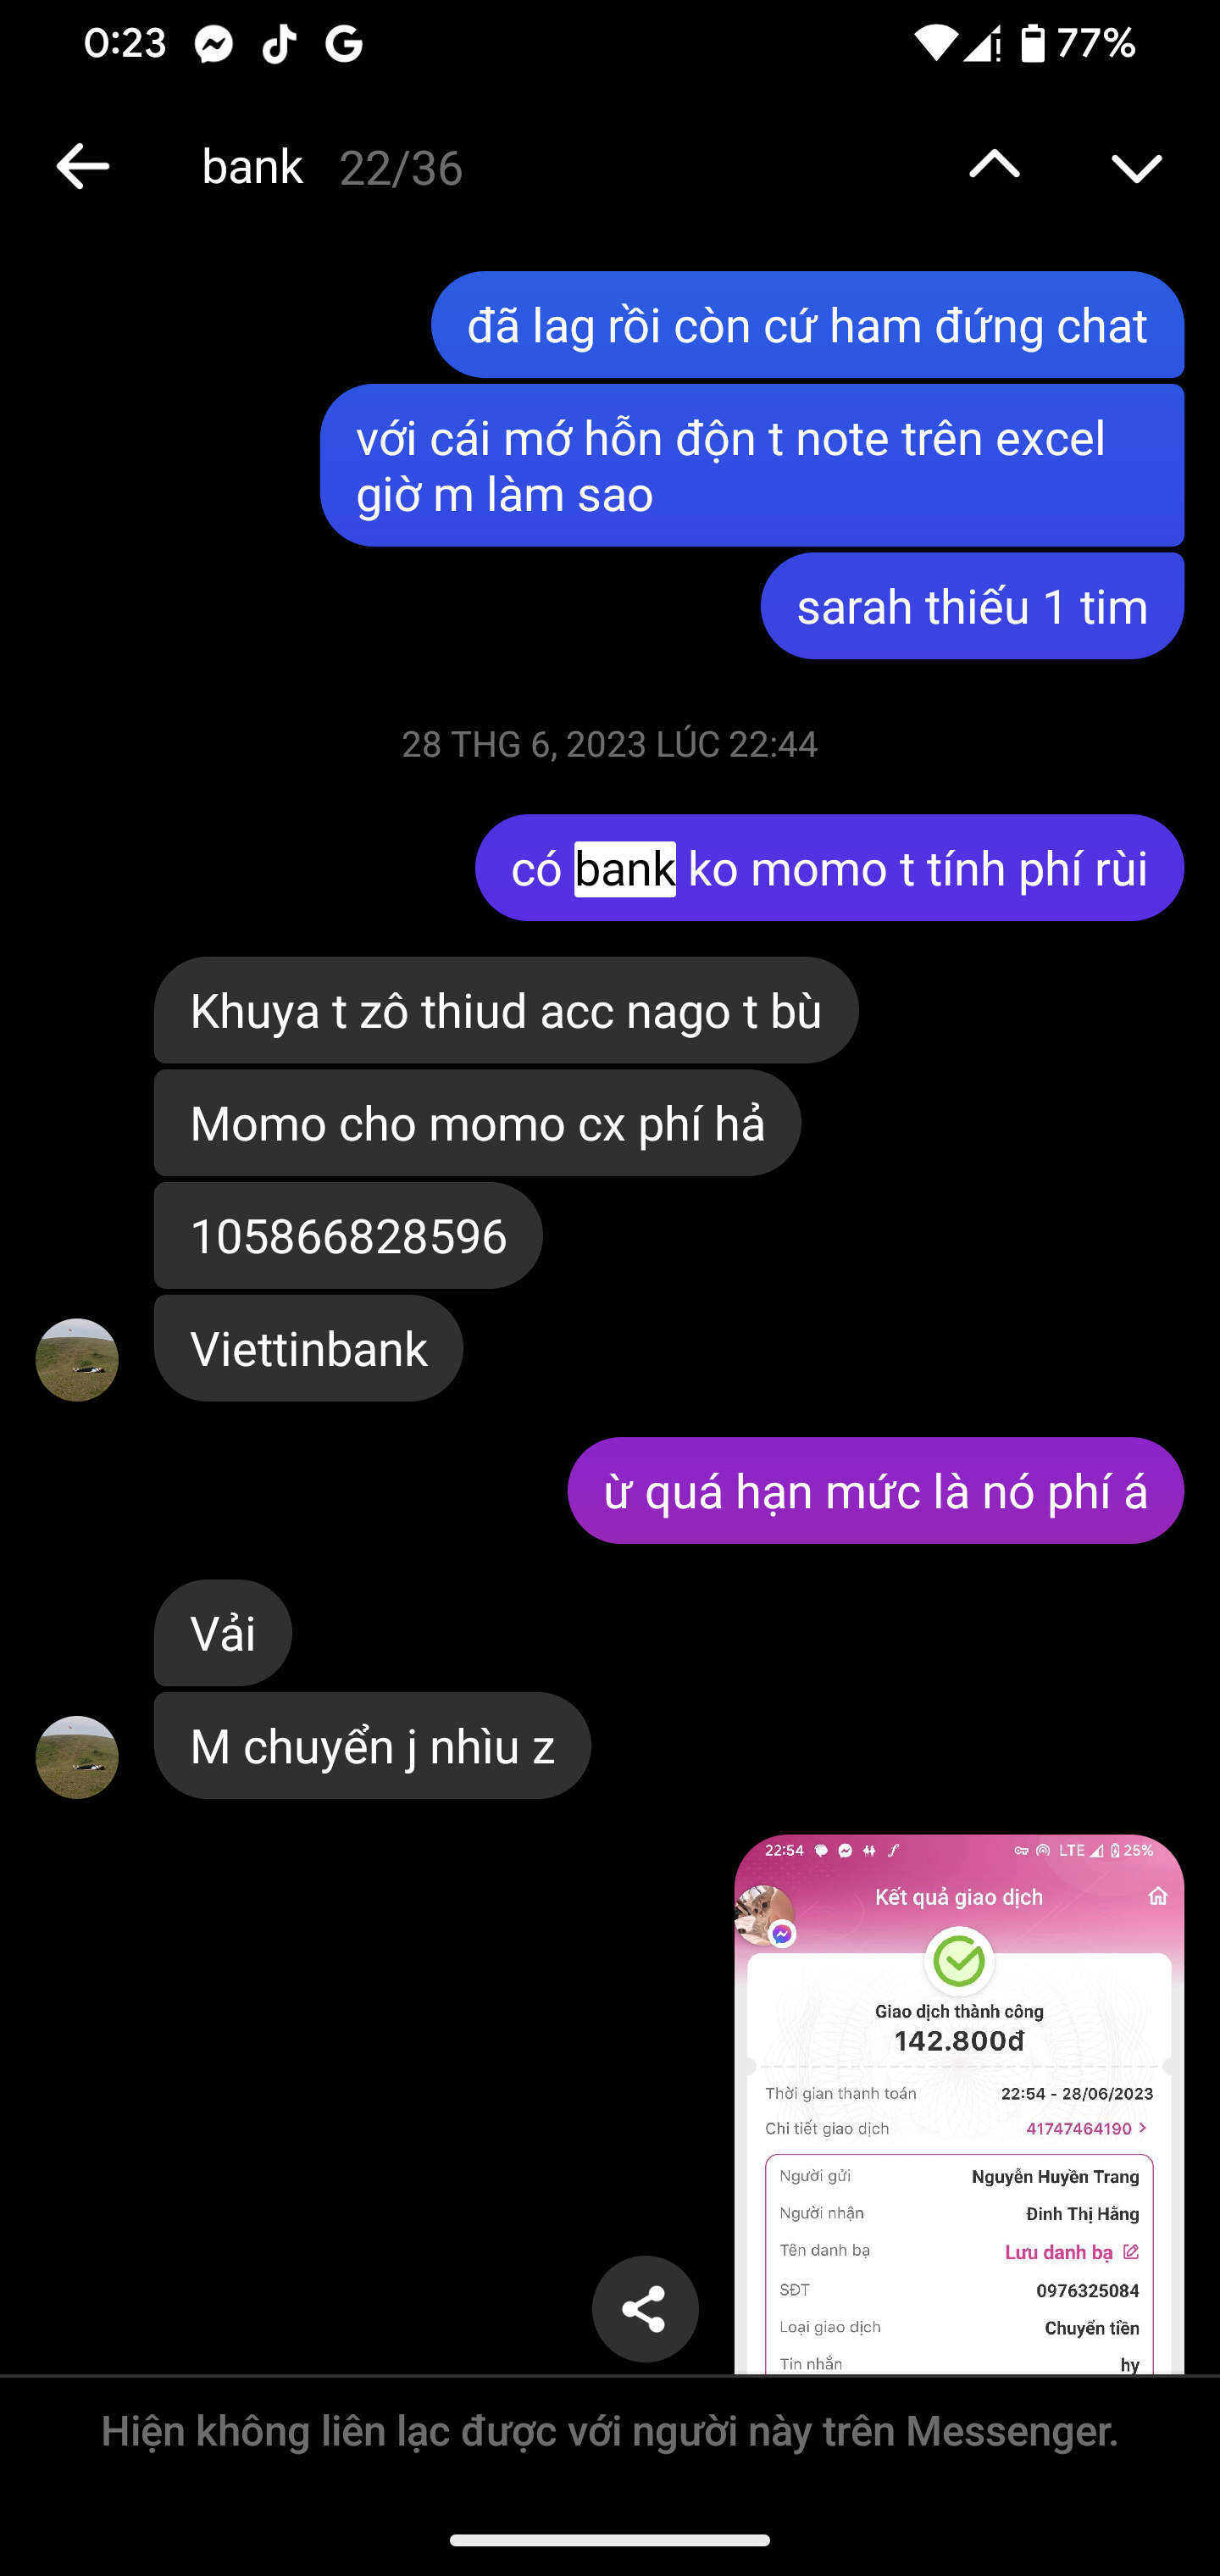 0:23
77%
bank 22/36
đã lag rồi còn cứ ham đứng chat
với cái mớ hỗn độn t note trên excel
giờ m làm sao
sarah thiếu 1 tim
28 THG 6, 2023 LÚC 22:44
có bank ko momo t tính phí rùi
Khuya t zô thiud acc nago t bù
Momo cho momo cx phí hả
105866828596
Viettinbank
ừ quá hạn mức là nó phí á
Vải
M chuyển j nhìu z
22:54 LTE 25%
Kết quả giao dịch
Giao dịch thành công
142.800đ
Thời gian thanh toán 22:54 - 28/06/2023
Chi tiết giao dịch 41747464190
Người gửi Nguyễn Huyền Trang
Người nhận Đinh Thị Hằng
Tên danh bạ Lưu danh bạ
SĐT 0976325084
Loại giao dịch Chuyển tiền
Tin nhắn hy
Hiện không liên lạc được với người này trên Messenger.